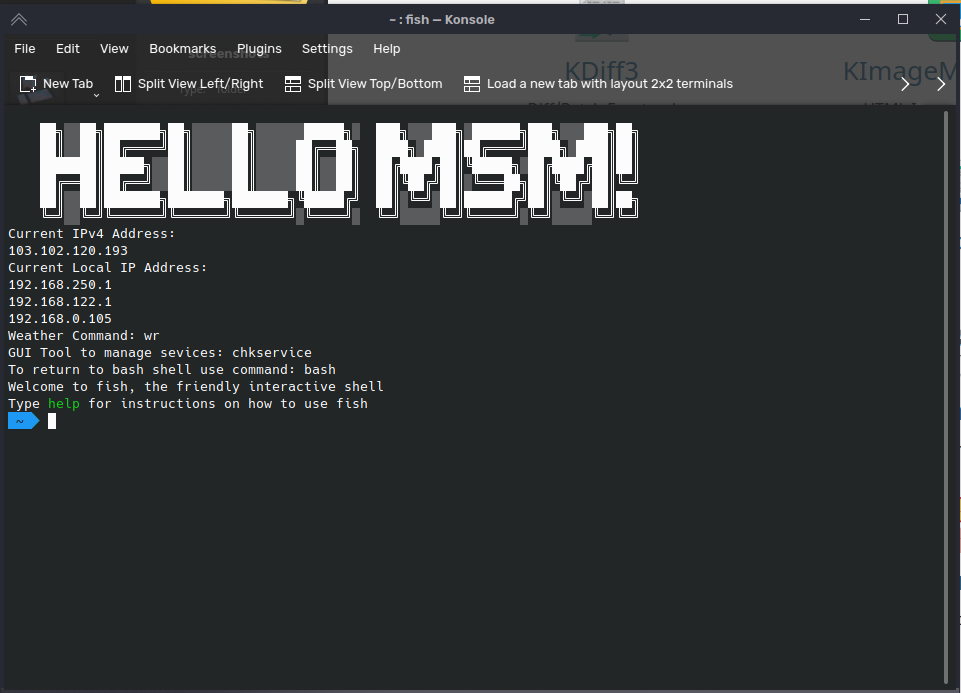 ~ : fish — Konsole
File Edit View Bookmarks Plugins Settings Help
screenshots
KDiff3
KImageM
New Tab Split View Left/Right Split View Top/Bottom Load a new tab with layout 2x2 terminals
HELLO MSM!
Current IPv4 Address:
103.102.120.193
Current Local IP Address:
192.168.250.1
192.168.122.1
192.168.0.105
Weather Command: wr
GUI Tool to manage sevices: chkservice
To return to bash shell use command: bash
Welcome to fish, the friendly interactive shell
Type help for instructions on how to use fish
~